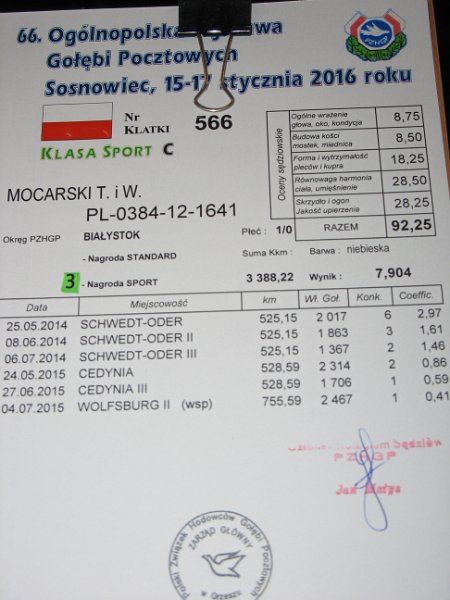 66. Ogólnopolska wa
Gołębi Pocztowych
Sosnowiec, 15-1 stycznia 2016 roku
PZHGP
Nr
KLATKI 566
KLASA SPORT C
Oceny sędziowskie
Ogólne wrażenie
głowa, oko, kondycja 8,75
Budowa kości
mostek, miednica 8,50
Forma i wytrzymałość
pleców i kupra 18,25
Równowaga harmonia
ciała, umięśnienie 28,50
Skrzydło i ogon
Jakość upierzenia 28,25
RAZEM 92,25
MOCARSKI T. i W.
PL-0384-12-1641
Płeć : 1/0
Okręg PZHGP BIAŁYSTOK
Suma Kkm : Barwa : niebieska
- Nagroda STANDARD
3 - Nagroda SPORT 3 388,22 Wynik : 7,904
Data Miejscowość km Wł. Goł. Konk. Coeffic.
25.05.2014 SCHWEDT-ODER 525,15 2 017 6 2,97
08.06.2014 SCHWEDT-ODER II 525,15 1 863 3 1,61
06.07.2014 SCHWEDT-ODER III 525,15 1 367 2 1,46
24.05.2015 CEDYNIA 528,59 2 314 2 0,86
27.06.2015 CEDYNIA III 528,59 1 706 1 0,59
04.07.2015 WOLFSBURG II (wsp) 755,59 2 467 1 0,41
Sędziów
PZHGP
Jan Matys
Polski Związek Hodowców Gołębi Pocztowych
ZARZĄD GŁÓWNY
w Orzeszu